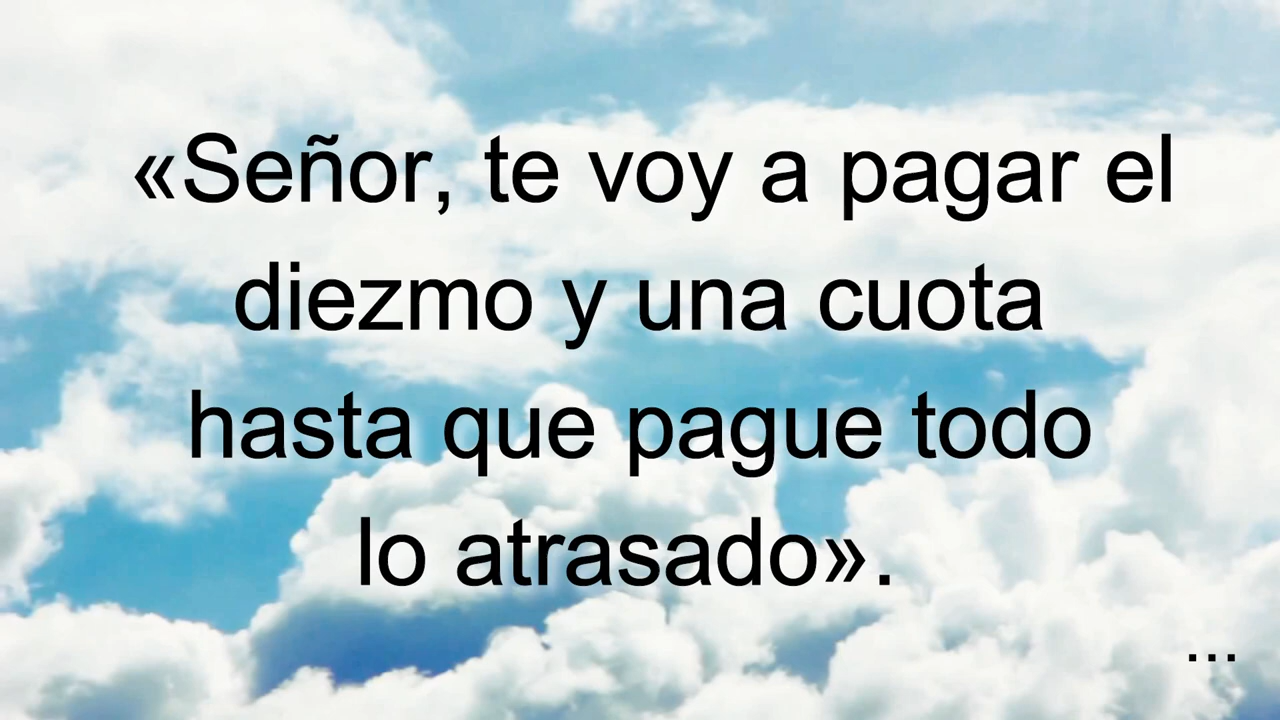 «Señor, te voy a pagar el
diezmo y una cuota
hasta que pague todo
lo atrasado».
...